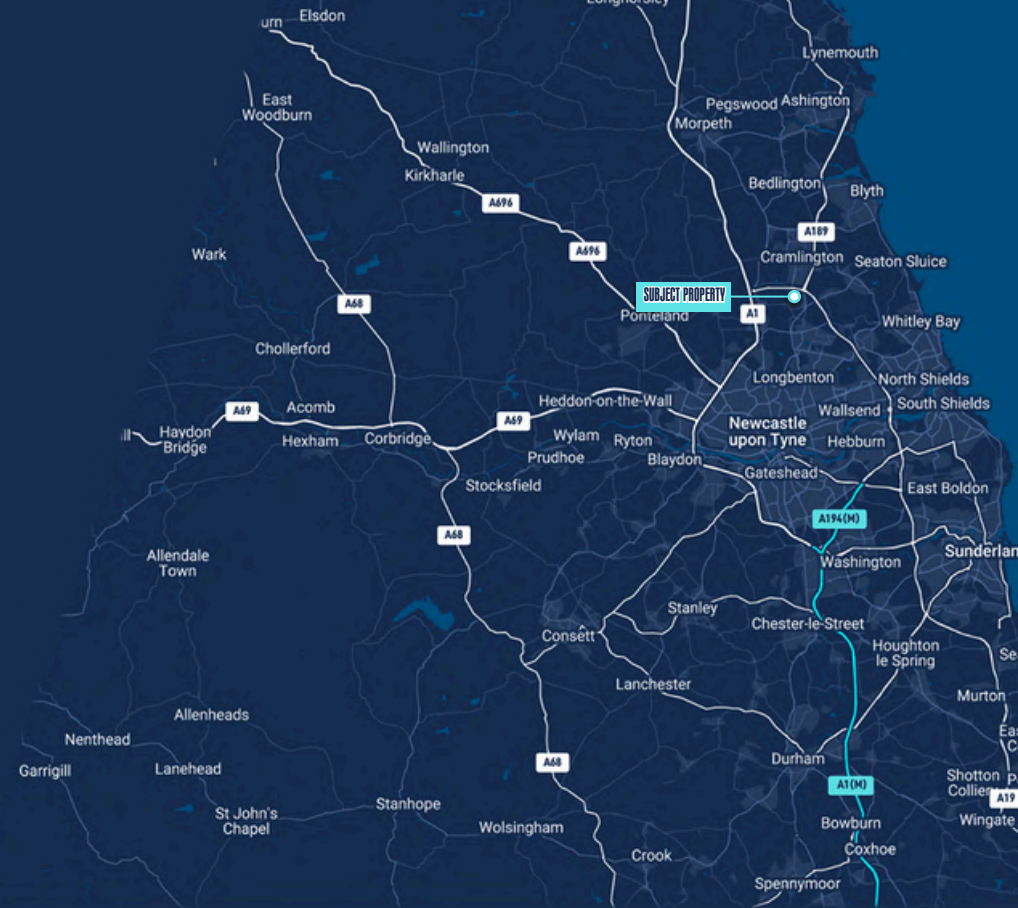 Elsdon
Lynemouth
East
Woodburn
Pegswood
Ashington
Morpeth
Wallington
Kirkharle
Bedlington
Blyth
A696
A189
A696
Wark
Cramlington
Seaton Sluice
SUBJECT PROPERTY
A68
Ponteland
A1
Whitley Bay
Chollerford
Longbenton
North Shields
Heddon-on-the-Wall
South Shields
Acomb
A69
Wallsend
A69
Newcastle
upon Tyne
Haydon
Bridge
Hexham
Corbridge
Wylam
Ryton
Hebburn
Prudhoe
Blaydon
Gateshead
Stocksfield
East Boldon
A194(M)
A68
Allendale
Town
Sunderlan
Washington
Stanley
Chester-le-Street
Consett
Houghton
le Spring
Se
Lanchester
Murton
Allenheads
Nenthead
Eas
C
Garrigill
Lanehead
A68
Durham
Shotton
Colliery
P
A1(M)
A19
Stanhope
St John's
Chapel
Wolsingham
Bowburn
Wingate
Crook
Coxhoe
Spennymoor